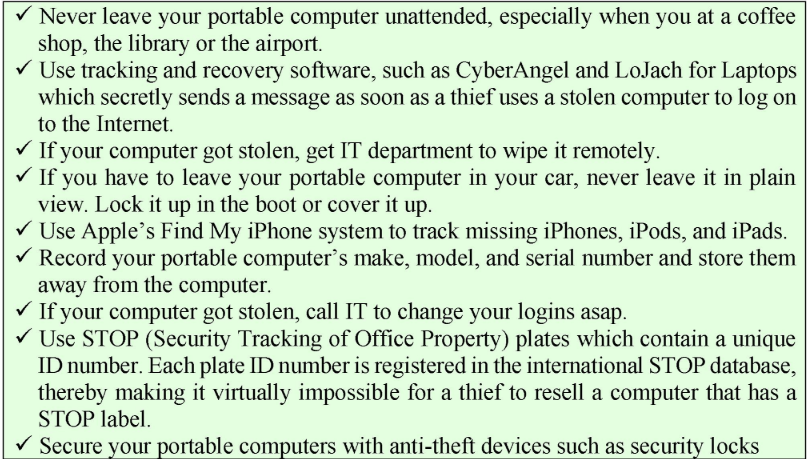 ✓ Never leave your portable computer unattended, especially when you at a coffee
shop, the library or the airport.
✓ Use tracking and recovery software, such as CyberAngel and LoJach for Laptops
which secretly sends a message as soon as a thief uses a stolen computer to log on
to the Internet.
✓ If your computer got stolen, get IT department to wipe it remotely.
✓ If you have to leave your portable computer in your car, never leave it in plain
view. Lock it up in the boot or cover it up.
✓ Use Apple’s Find My iPhone system to track missing iPhones, iPods, and iPads.
✓ Record your portable computer’s make, model, and serial number and store them
away from the computer.
✓ If your computer got stolen, call IT to change your logins asap.
✓ Use STOP (Security Tracking of Office Property) plates which contain a unique
ID number. Each plate ID number is registered in the international STOP database,
thereby making it virtually impossible for a thief to resell a computer that has a
STOP label.
✓ Secure your portable computers with anti-theft devices such as security locks